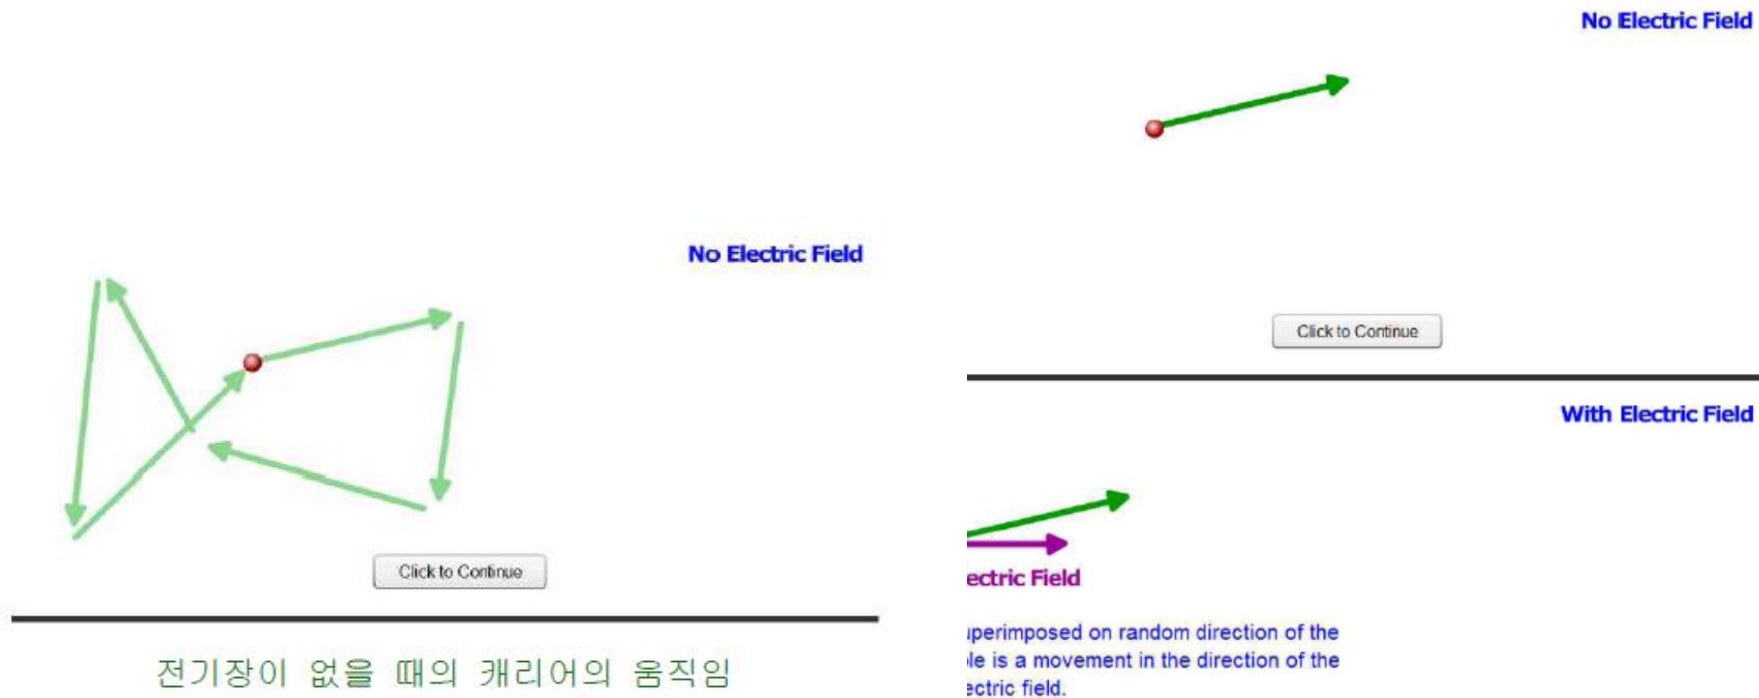 No Electric Field
Click to Continue
전기장이 없을 때의 캐리어의 움직임
No Electric Field
Click to Continue
With Electric Field
ectric Field
uperimposed on random direction of the
le is a movement in the direction of the
ectric field.